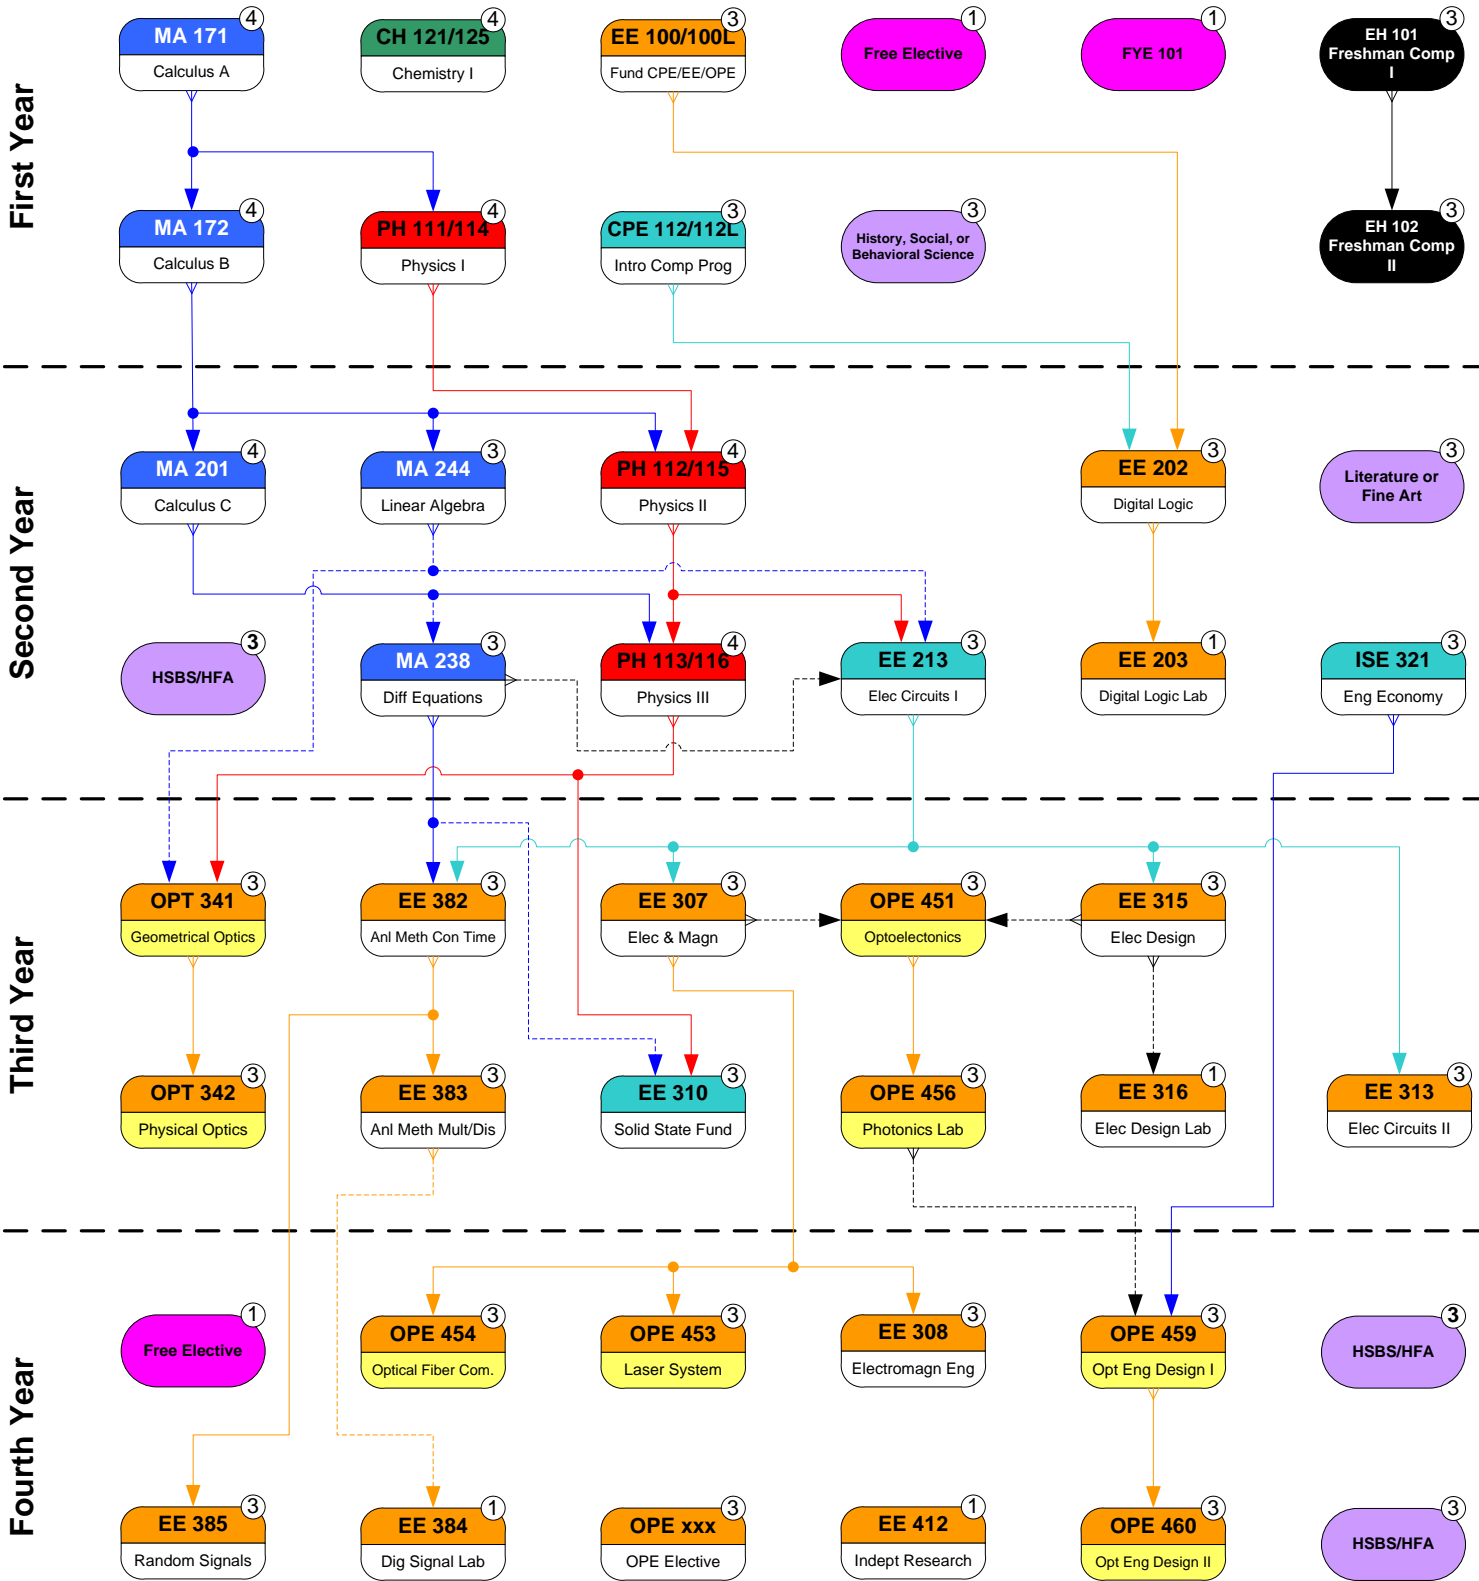 First Year
MA 171
4
Calculus A
CH 121/125
4
Chemistry I
EE 100/100L
3
Fund CPE/EE/OPE
Free Elective
1
FYE 101
1
EH 101
Freshman Comp
I
3
MA 172
4
Calculus B
PH 111/114
4
Physics I
CPE 112/112L
3
Intro Comp Prog
History, Social, or
Behavioral Science
3
EH 102
Freshman Comp
II
3
Second Year
MA 201
4
Calculus C
MA 244
3
Linear Algebra
PH 112/115
4
Physics II
EE 202
3
Digital Logic
Literature or
Fine Art
3
HSBS/HFA
3
MA 238
3
Diff Equations
PH 113/116
4
Physics III
EE 213
3
Elec Circuits I
EE 203
1
Digital Logic Lab
ISE 321
3
Eng Economy
Third Year
OPT 341
3
Geometrical Optics
EE 382
3
Anl Meth Con Time
EE 307
3
Elec & Magn
OPE 451
3
Optoelectonics
EE 315
3
Elec Design
OPT 342
3
Physical Optics
EE 383
3
Anl Meth Mult/Dis
EE 310
3
Solid State Fund
OPE 456
3
Photonics Lab
EE 316
1
Elec Design Lab
EE 313
3
Elec Circuits II
Fourth Year
Free Elective
1
OPE 454
3
Optical Fiber Com.
OPE 453
3
Laser System
EE 308
3
Electromagn Eng
OPE 459
3
Opt Eng Design I
HSBS/HFA
3
EE 385
3
Random Signals
EE 384
1
Dig Signal Lab
OPE xxx
3
OPE Elective
EE 412
1
Indept Research
OPE 460
3
Opt Eng Design II
HSBS/HFA
3